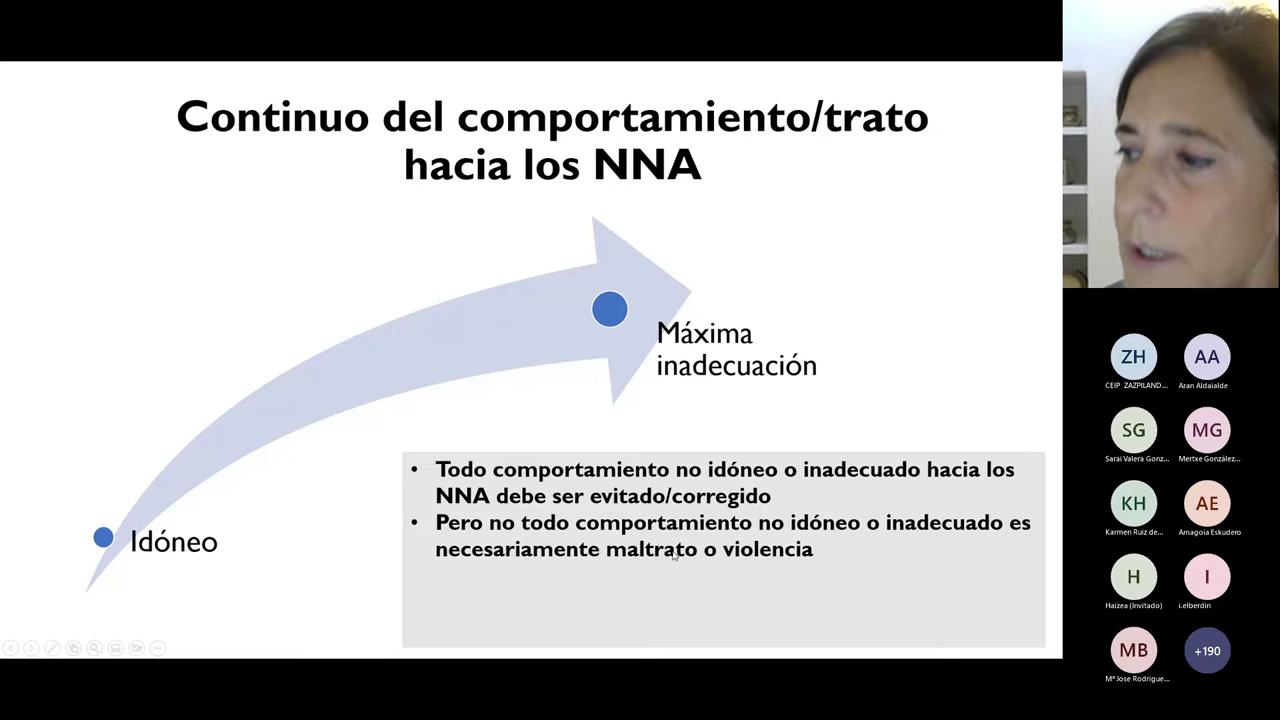 Continuo del comportamiento/trato
hacia los NNA
Máxima
inadecuación
Idóneo
• Todo comportamiento no idóneo o inadecuado hacia los
NNA debe ser evitado/corregido
• Pero no todo comportamiento no idóneo o inadecuado es
necesariamente maltrato o violencia
ZH
AA
CEIP ZAZPILAND...
Aran Aldaialde
SG
MG
Sarai Valera Gonz...
Mertxe González...
KH
AE
Karmen Ruiz de...
Amagoia Eskudero
H
I
Haizea (Invitado)
i.elberdin
MB
+190
Mª Jose Rodrigue...